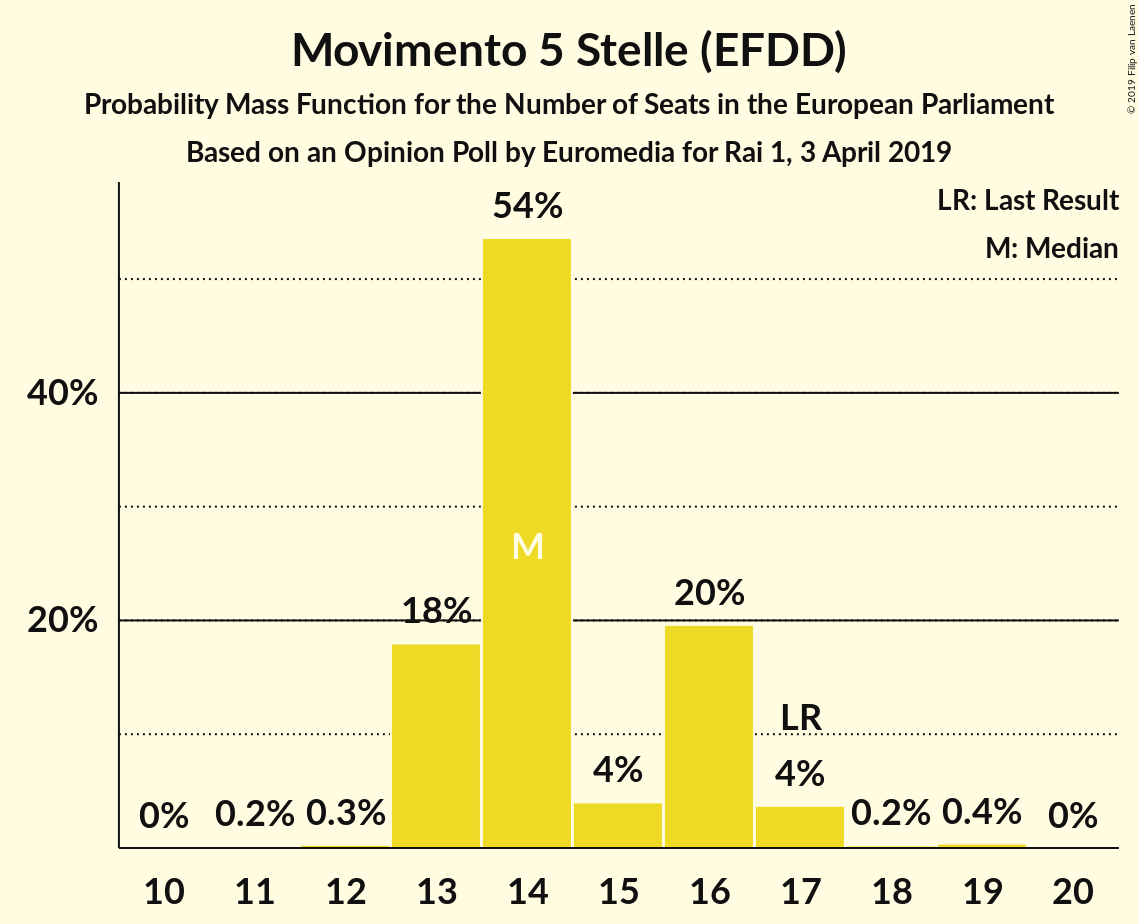 Movimento 5 Stelle (EFDD)
Probability Mass Function for the Number of Seats in the European Parliament
Based on an Opinion Poll by Euromedia for Rai 1, 3 April 2019
© 2019 Filip van Laenen
LR: Last Result
M: Median
54%
40%
M
20%
18%
20%
LR
4%
4%
0%
0.2%
0.3%
0.2%
0.4%
0%
10 11 12 13 14 15 16 17 18 19 20